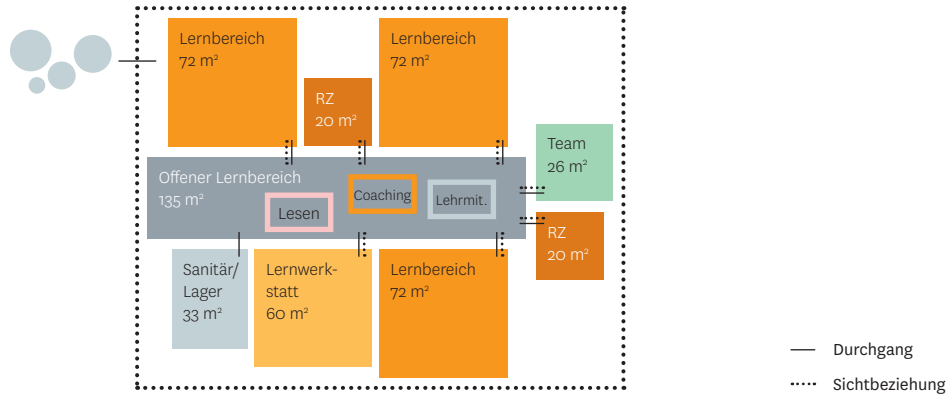 Lernbereich
72 m²
Lernbereich
72 m²
RZ
20 m²
Team
26 m²
Offener Lernbereich
135 m²
Lesen
Coaching
Lehrmit.
RZ
20 m²
Sanitär/
Lager
33 m²
Lernwerk-
statt
60 m²
Lernbereich
72 m²
Durchgang
Sichtbeziehung